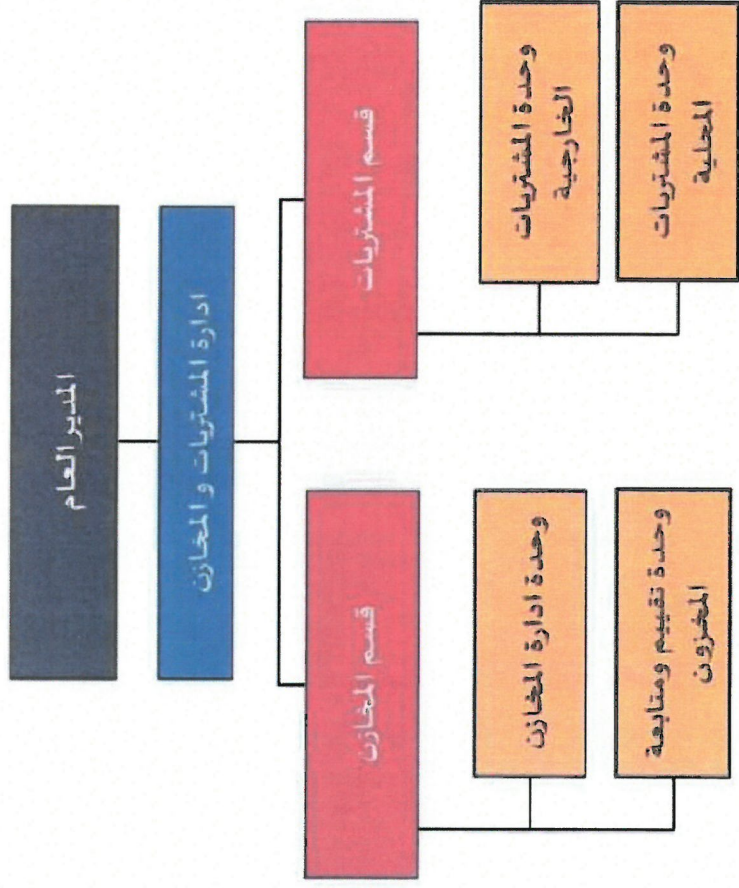 المدير العام
ادارة المشتريات و المخازن
قسم المشتريات
وحدة المشتريات
الخارجية
وحدة المشتريات
المحلية
قسم المخازن
وحدة ادارة المخازن
وحدة تقييم ومتابعة
المخزون